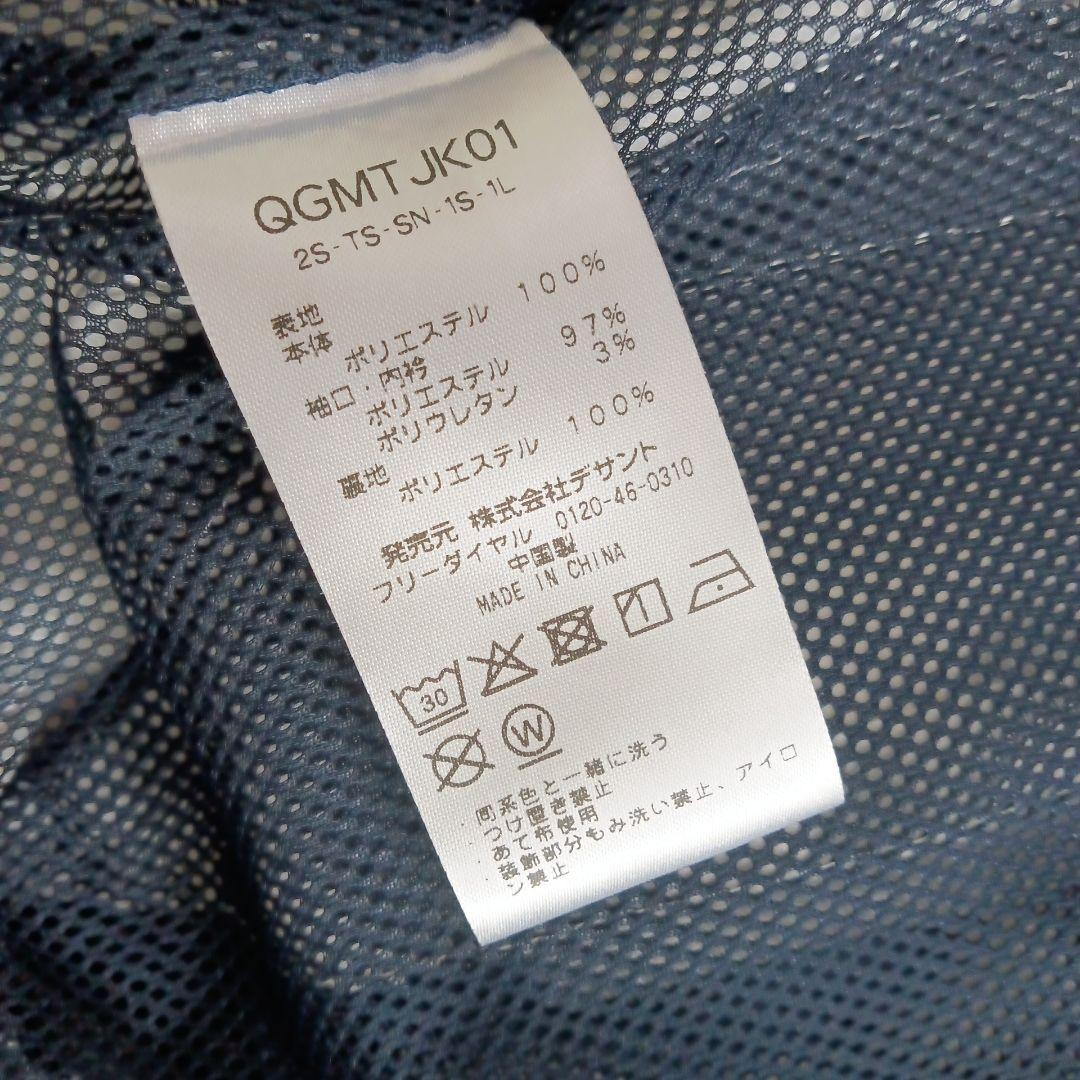 QGMTJK01
2S-TS-SN-1S-1L
表地
本体
ポリエステル 100%
袖口・内衿
ポリエステル 97%
ポリウレタン 3%
裏地
ポリエステル 100%
発売元 株式会社デサント
フリーダイヤル 0120-46-0310
中国製
MADE IN CHINA
30
W
・同系色と一緒に洗う
・つけ置き禁止
・あて布使用
・装飾部分もみ洗い禁止、アイロ
ン禁止